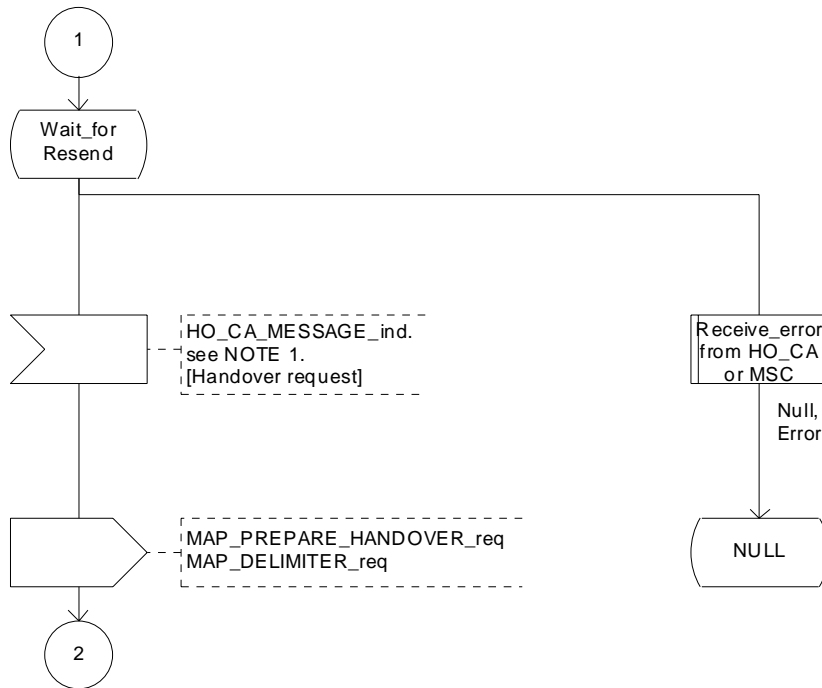 1
Wait_for
Resend
HO_CA_MESSAGE_ind.
see NOTE 1.
[Handover request]
Receive_error
from HO_CA
or MSC
Null,
Error
MAP_PREPARE_HANDOVER_req
MAP_DELIMITER_req
NULL
2